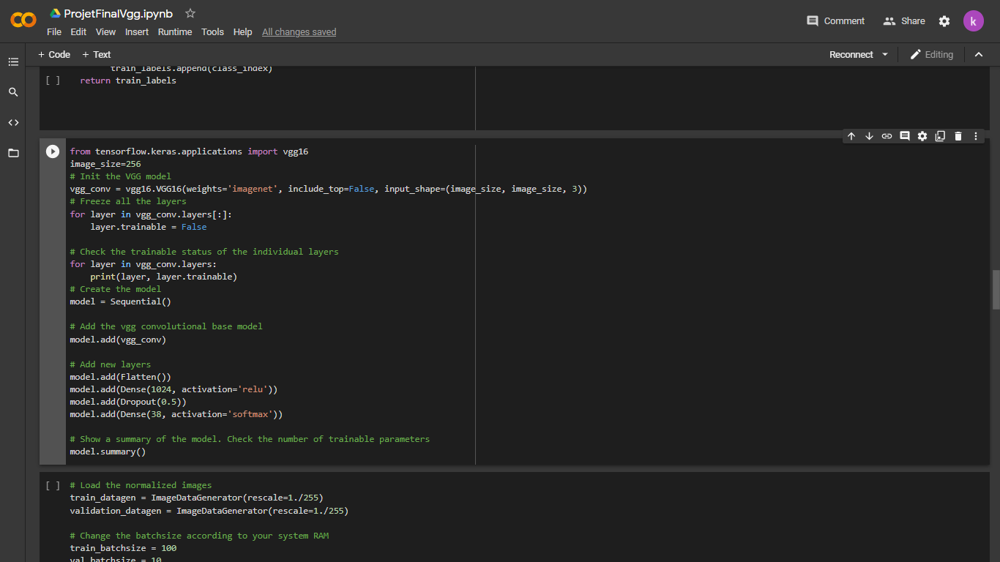 ProjetFinalVgg.ipynb
File Edit View Insert Runtime Tools Help All changes saved
Comment Share k
+ Code + Text
Reconnect Editing
train_labels.append(class_index)
[ ] return train_labels
from tensorflow.keras.applications import vgg16
image_size=256
# Init the VGG model
vgg_conv = vgg16.VGG16(weights='imagenet', include_top=False, input_shape=(image_size, image_size, 3))
# Freeze all the layers
for layer in vgg_conv.layers[:]:
    layer.trainable = False

# Check the trainable status of the individual layers
for layer in vgg_conv.layers:
    print(layer, layer.trainable)
# Create the model
model = Sequential()

# Add the vgg convolutional base model
model.add(vgg_conv)

# Add new layers
model.add(Flatten())
model.add(Dense(1024, activation='relu'))
model.add(Dropout(0.5))
model.add(Dense(38, activation='softmax'))

# Show a summary of the model. Check the number of trainable parameters
model.summary()
[ ] # Load the normalized images
train_datagen = ImageDataGenerator(rescale=1./255)
validation_datagen = ImageDataGenerator(rescale=1./255)

# Change the batchsize according to your system RAM
train_batchsize = 100
val_batchsize = 10